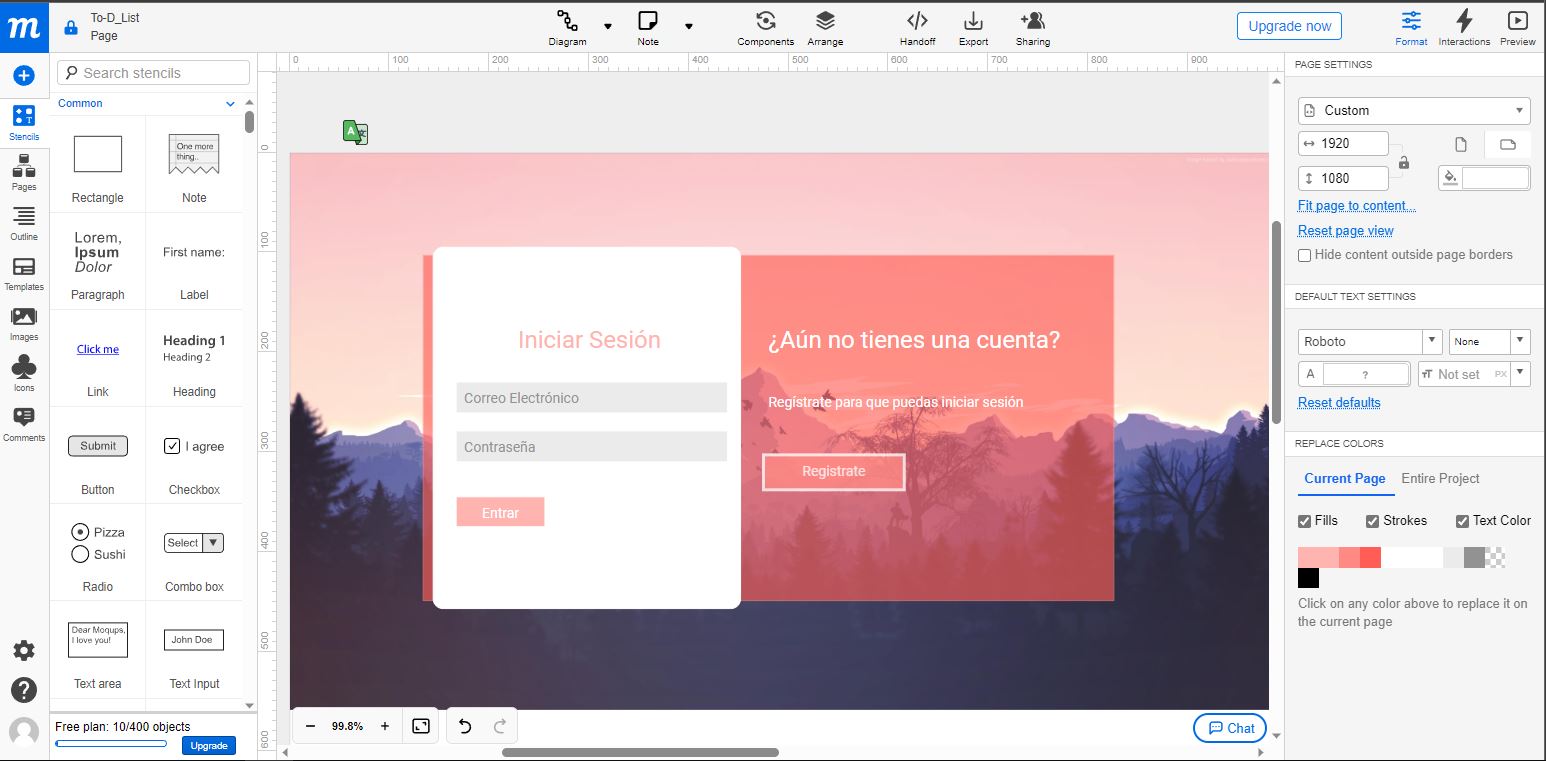 m
To-D_List
Page
Diagram
Note
Components
Arrange
Handoff
Export
Sharing
Upgrade now
Format
Interactions
Preview
Search stencils
Common
Stencils
Pages
Outline
Templates
Images
Icons
Comments
Rectangle
One more
thing..
Note
Lorem,
Ipsum
Dolor
Paragraph
First name:
Label
Click me
Link
Heading 1
Heading 2
Heading
Submit
Button
I agree
Checkbox
Pizza
Sushi
Radio
Select
Combo box
Dear Moqups,
I love you!
Text area
John Doe
Text Input
Free plan: 10/400 objects
Upgrade
0 100 200 300 400 500 600 700 800 900
0
100
200
300
400
500
600
A
Iniciar Sesión
Correo Electrónico
Contraseña
Entrar
¿Aún no tienes una cuenta?
Regístrate para que puedas iniciar sesión
Registrate
99.8%
Chat
PAGE SETTINGS
Custom
1920
1080
Fit page to content...
Reset page view
Hide content outside page borders
DEFAULT TEXT SETTINGS
Roboto
None
A ?
тT Not set PX
Reset defaults
REPLACE COLORS
Current Page Entire Project
Fills Strokes Text Color
Click on any color above to replace it on
the current page